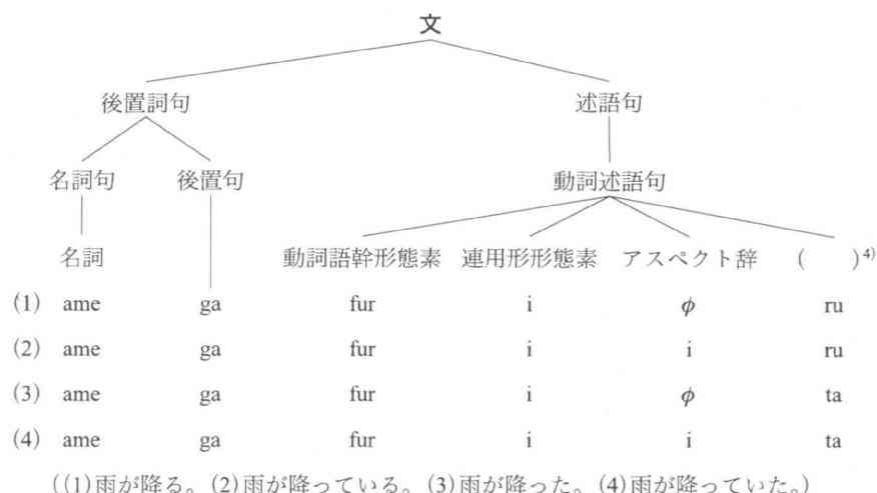 文
後置詞句 述語句
名詞句 後置句 動詞述語句
名詞 動詞語幹形態素 連用形形態素 アスペクト辞 (　　)4)
(1) ame ga fur i ϕ ru
(2) ame ga fur i i ru
(3) ame ga fur i ϕ ta
(4) ame ga fur i i ta
((1)雨が降る。(2)雨が降っている。(3)雨が降った。(4)雨が降っていた。)